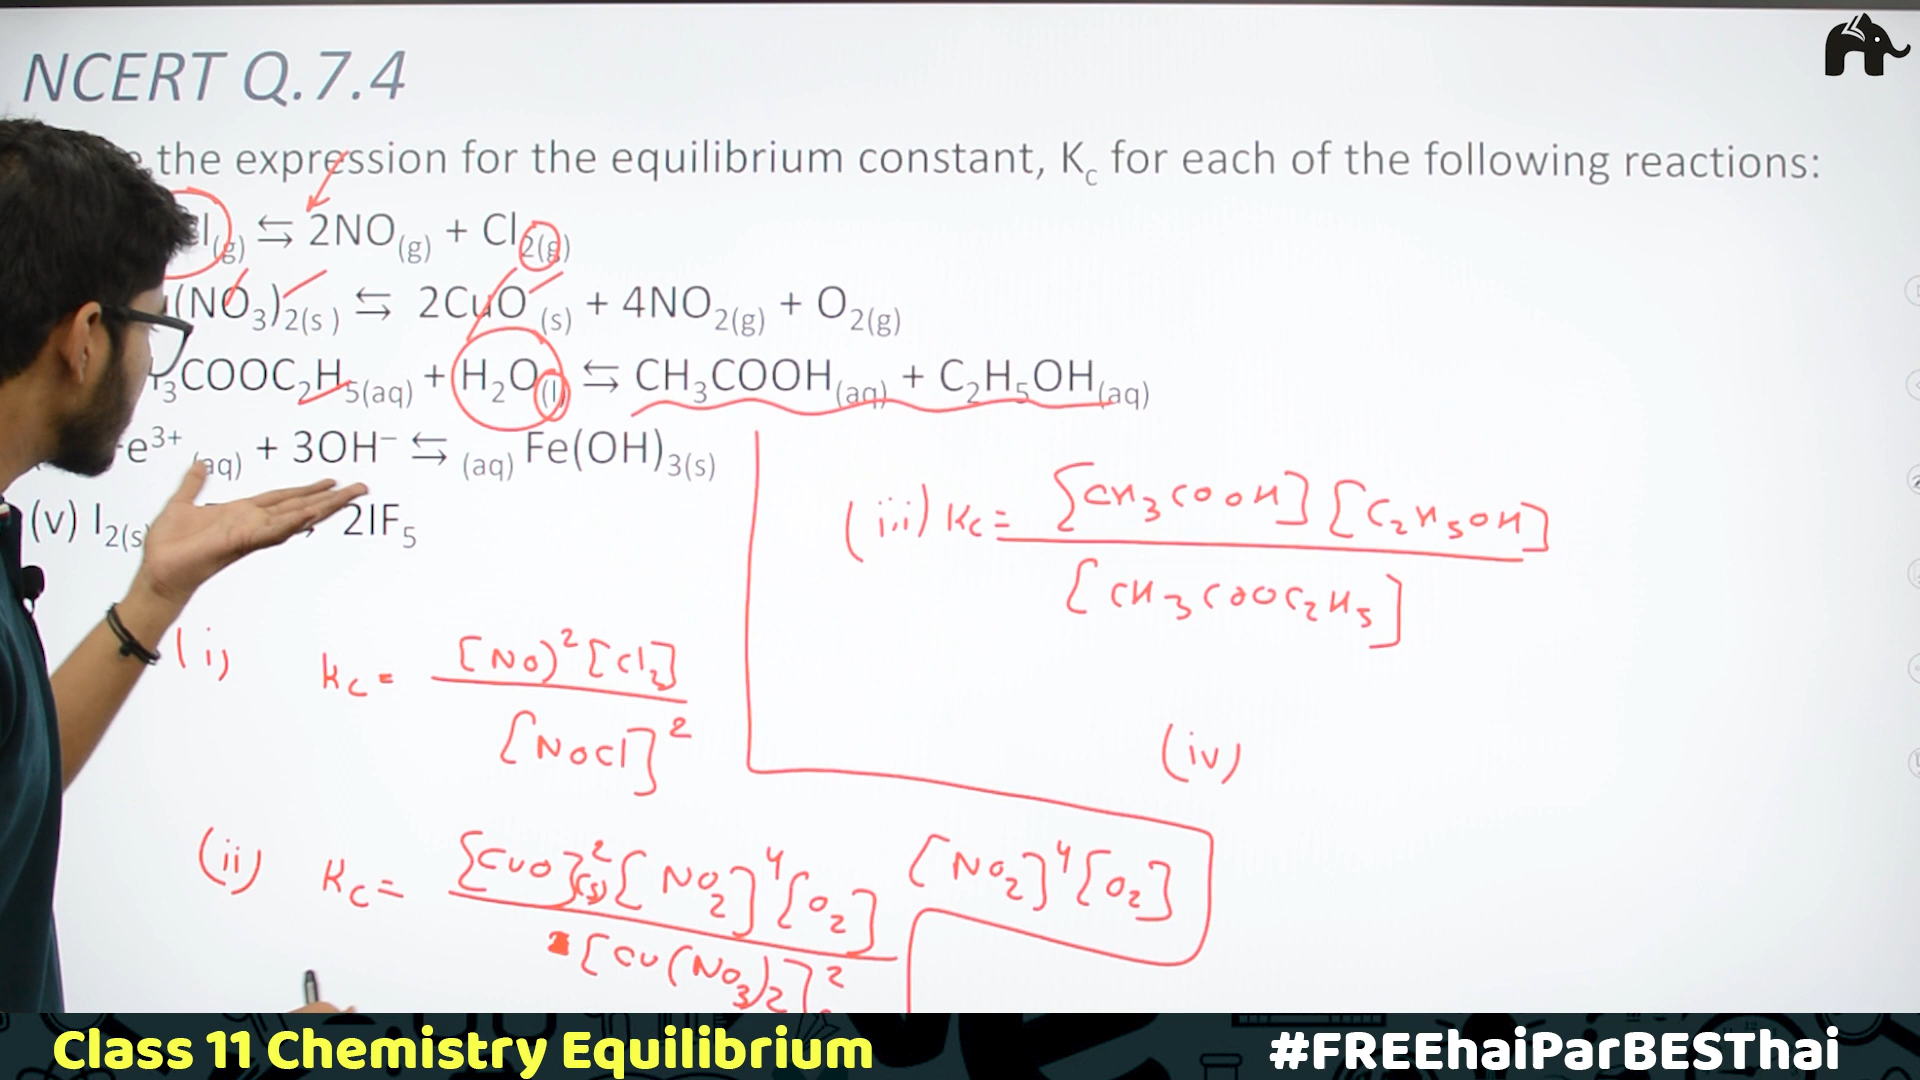 NCERT Q.7.4
the expression for the equilibrium constant, Kc for each of the following reactions:
l(g) ⇆ 2NO(g) + Cl2(g)
(NO3)2(s) ⇆ 2CuO(s) + 4NO2(g) + O2(g)
3COOC2H5(aq) + H2O(l) ⇆ CH3COOH(aq) + C2H5OH(aq)
e3+(aq) + 3OH– ⇆ (aq) Fe(OH)3(s)
(v) I2(s) 2IF5
(iii) Kc = [CH3COOH] [C2H5OH]
[CH3COOC2H5]
(i) Kc = [NO)² [Cl2]
[NOCl]²
(iv)
(ii) Kc = [CuO]²(s) [NO2]⁴ [O2] [NO2]⁴ [O2]
[Cu(NO3)2]²
Class 11 Chemistry Equilibrium
#FREEhaiParBESThai